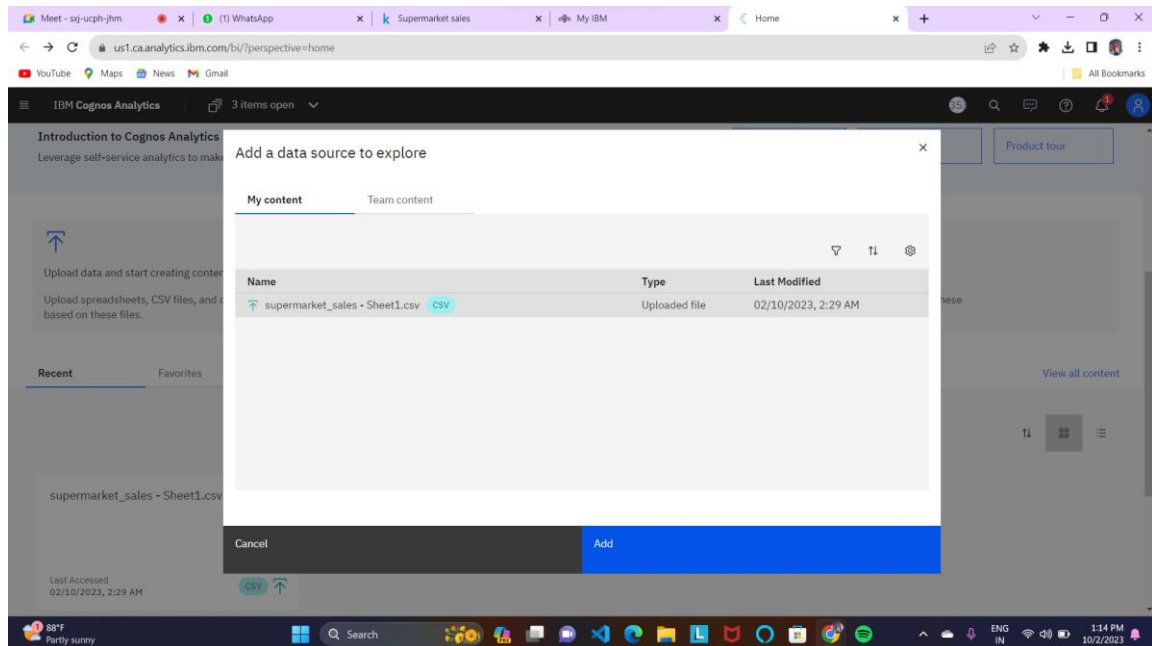 Meet - sxj-ucph-jhm
(1) WhatsApp
k Supermarket sales
IBM My IBM
Home
us1.ca.analytics.ibm.com/bi/?perspective=home
YouTube Maps News Gmail
All Bookmarks
IBM Cognos Analytics
3 items open
35
1
Introduction to Cognos Analytics
Leverage self-service analytics to make
Product tour
Add a data source to explore
My content Team content
Upload data and start creating conter
Upload spreadsheets, CSV files, and c
based on these files.
nese
Name Type Last Modified
supermarket_sales - Sheet1.csv CSV Uploaded file 02/10/2023, 2:29 AM
Recent Favorites
View all content
supermarket_sales - Sheet1.csv
Cancel Add
Last Accessed
02/10/2023, 2:29 AM
CSV
1
88°F
Partly sunny
Search
ENG
IN
1:14 PM
10/2/2023